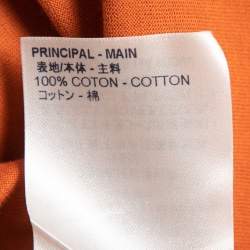 PRINCIPAL - MAIN
表地/本体 - 主料
100% COTON - COTTON
コットン - 棉